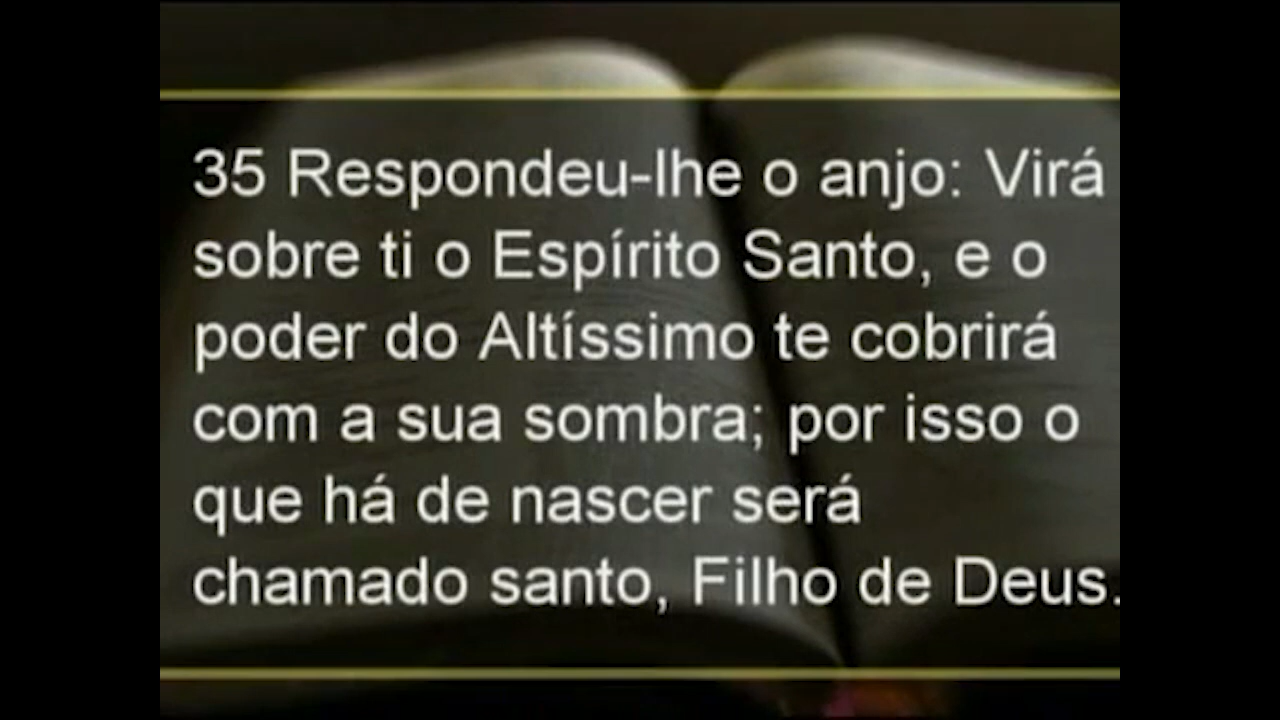 35 Respondeu-lhe o anjo: Virá
sobre ti o Espírito Santo, e o
poder do Altíssimo te cobrirá
com a sua sombra; por isso o
que há de nascer será
chamado santo, Filho de Deus.